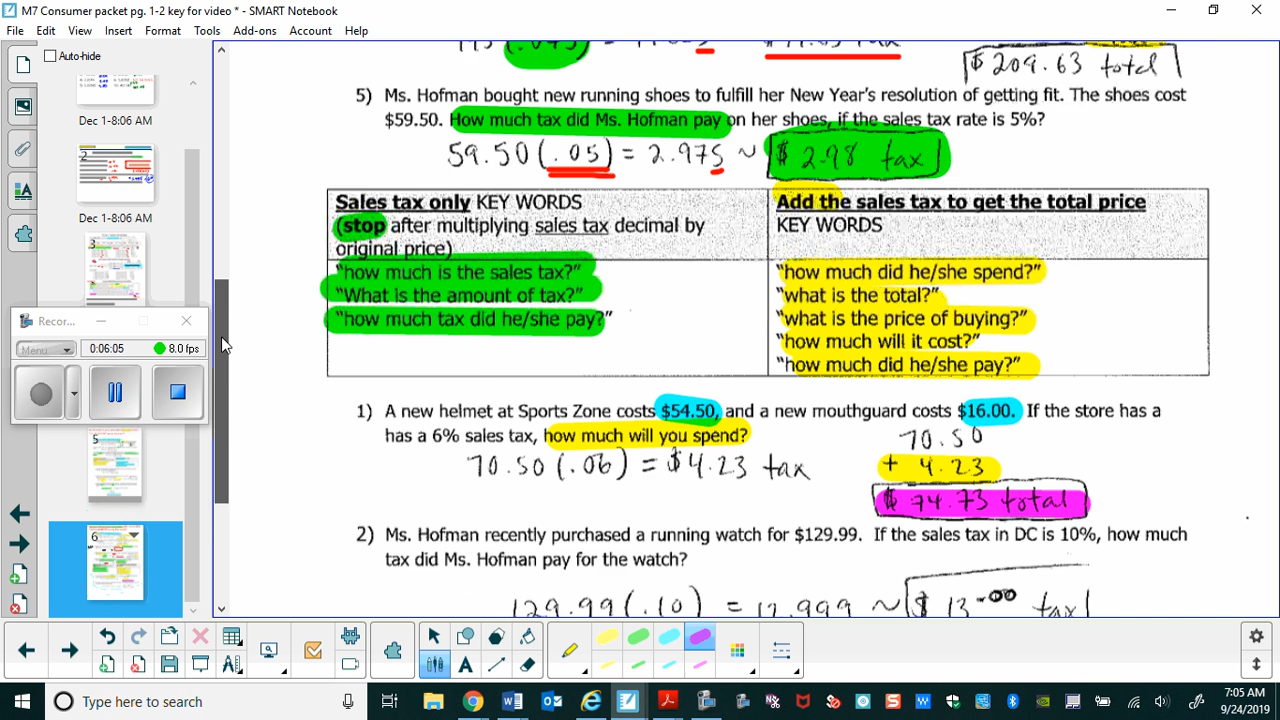 M7 Consumer packet pg. 1-2 key for video * - SMART Notebook
File Edit View Insert Format Tools Add-ons Account Help
Auto-hide
Dec 1-8:06 AM
Dec 1-8:06 AM
Recor...
Menu
0:06:05 8.0 fps
$ 209.63 total
5) Ms. Hofman bought new running shoes to fulfill her New Year's resolution of getting fit. The shoes cost
$59.50. How much tax did Ms. Hofman pay on her shoes, if the sales tax rate is 5%?
59.50 (.05) = 2.975 ~ $ 2.98 tax
Sales tax only KEY WORDS
(stop after multiplying sales tax decimal by
original price)
"how much is the sales tax?"
"What is the amount of tax?"
"how much tax did he/she pay?"
Add the sales tax to get the total price
KEY WORDS
"how much did he/she spend?"
"what is the total?"
"what is the price of buying?"
"how much will it cost?"
"how much did he/she pay?"
1) A new helmet at Sports Zone costs $54.50, and a new mouthguard costs $16.00. If the store has a
has a 6% sales tax, how much will you spend?
70.50
70.50 (.06) = $4.23 tax
+ 4.23
$ 74.73 total
2) Ms. Hofman recently purchased a running watch for $129.99. If the sales tax in DC is 10%, how much
tax did Ms. Hofman pay for the watch?
129.99 (.10) = 12.999 ~ $ 13.00 tax
Type here to search
7:05 AM
9/24/2019